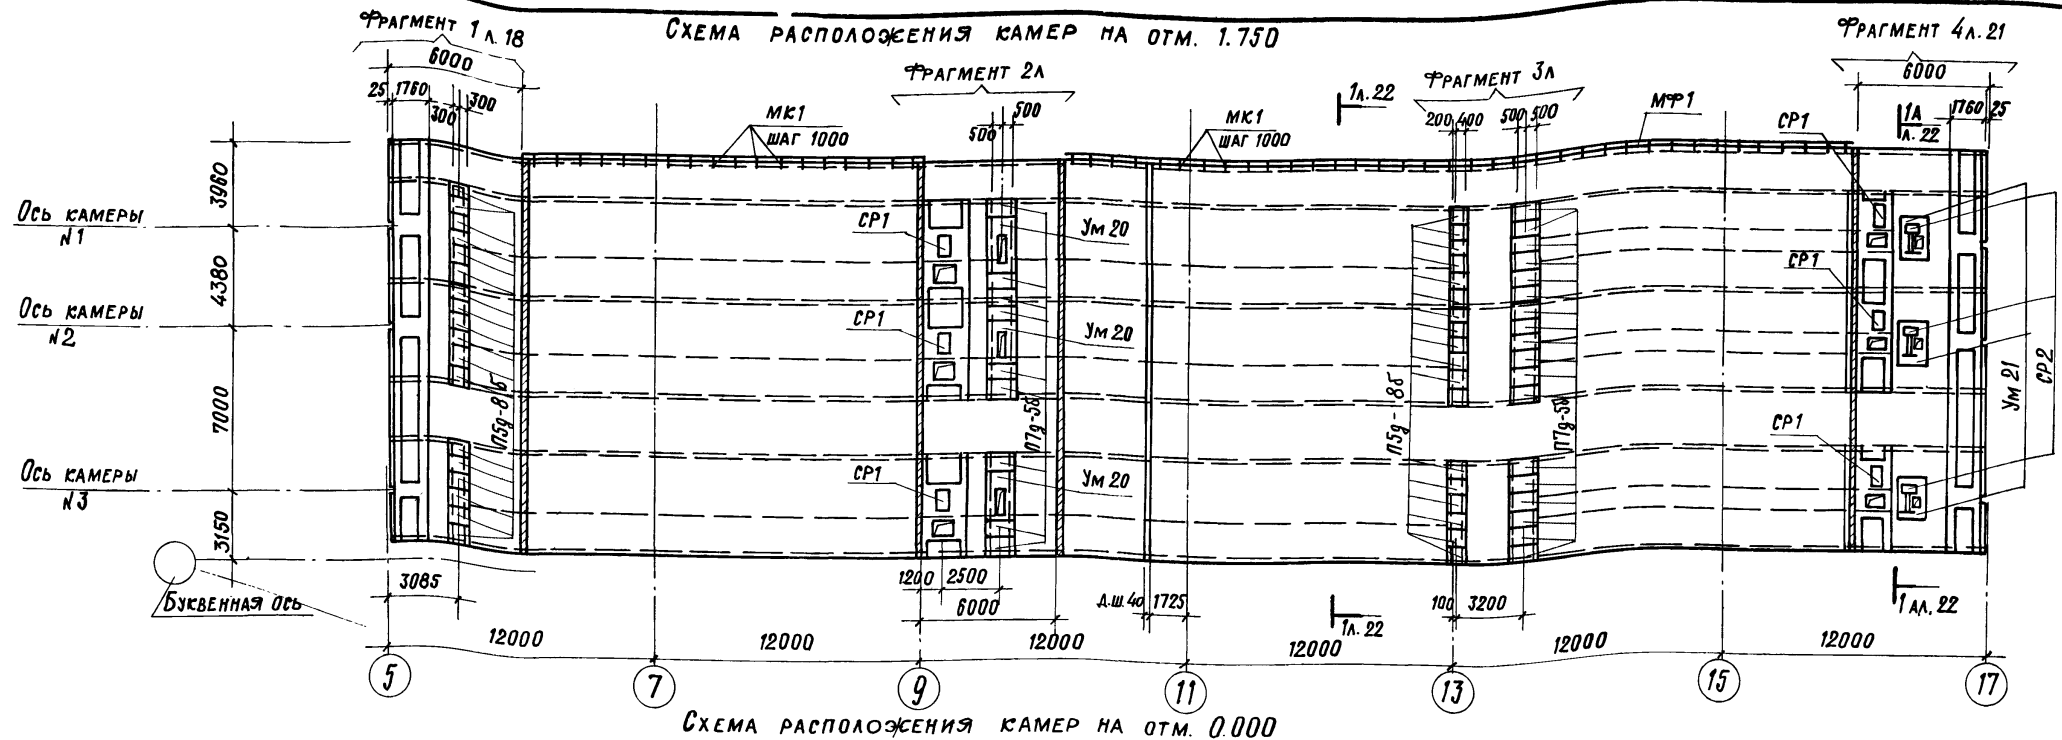 Схема расположения камер на отм. 1.750
Фрагмент 1 л. 18
6000
25 1760 300 300
Фрагмент 2л
500 500
МК1
шаг 1000
1л. 22
МК1
шаг 1000
Фрагмент 3л
200 400 500 500
МФ1
Фрагмент 4л. 21
6000
СР1
1А
л. 22
1760 25
3960
Ось камеры
N1
4380
Ось камеры
N2
7000
Ось камеры
N3
3150
Буквенная ось
СР1
Ум 20
СР1
Ум 20
СР1
Ум 20
СР1
СР1
П5д-8б
П7д-5б
П5д-8б
П7д-5б
Ум 21
СР2
3085
1200 2500
6000
д.ш. 40 1725
1л. 22
100 3200
1 Ал. 22
12000 12000 12000 12000 12000 12000
5 7 9 11 13 15 17
Схема расположения камер на отм. 0.000